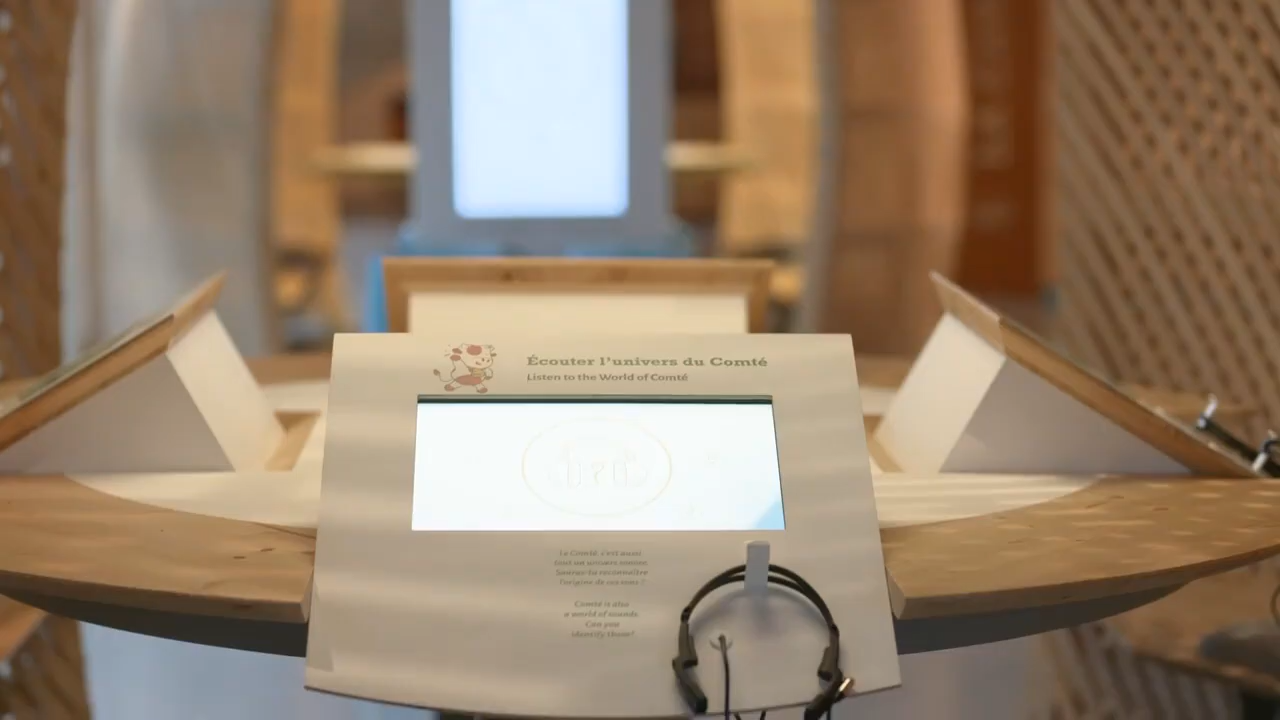 Écouter l'univers du Comté
Listen to the World of Comté
Le Comté, c'est aussi
tout un univers sonore.
Saurez-tu reconnaître
l'origine de ces sons ?
Comté is also
a world of sounds.
Can you
identify them?